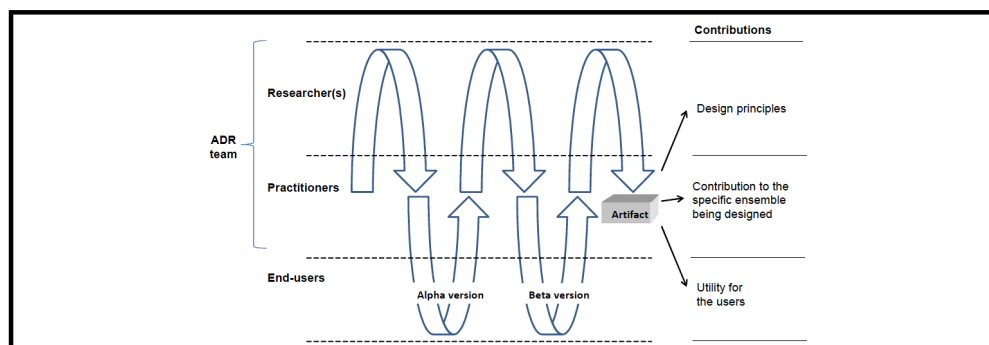 Contributions
Researcher(s)
Design principles
ADR
team
Practitioners
Contribution to the
specific ensemble
being designed
Artifact
End-users
Alpha version
Beta version
Utility for
the users